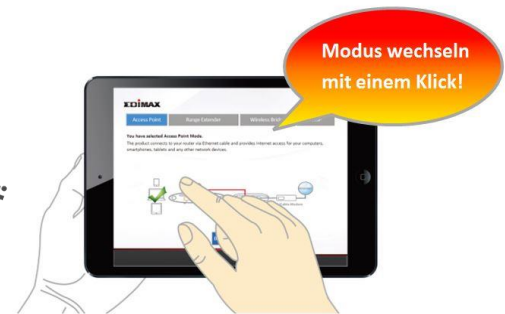 Modus wechseln
mit einem Klick!
EDIMAX
Access Point Range Extender Wireless
You have selected Access Point Mode.
The product connects to your router via Ethernet cable and provides internet access for your computers,
smartphones, tablets and any other network devices.